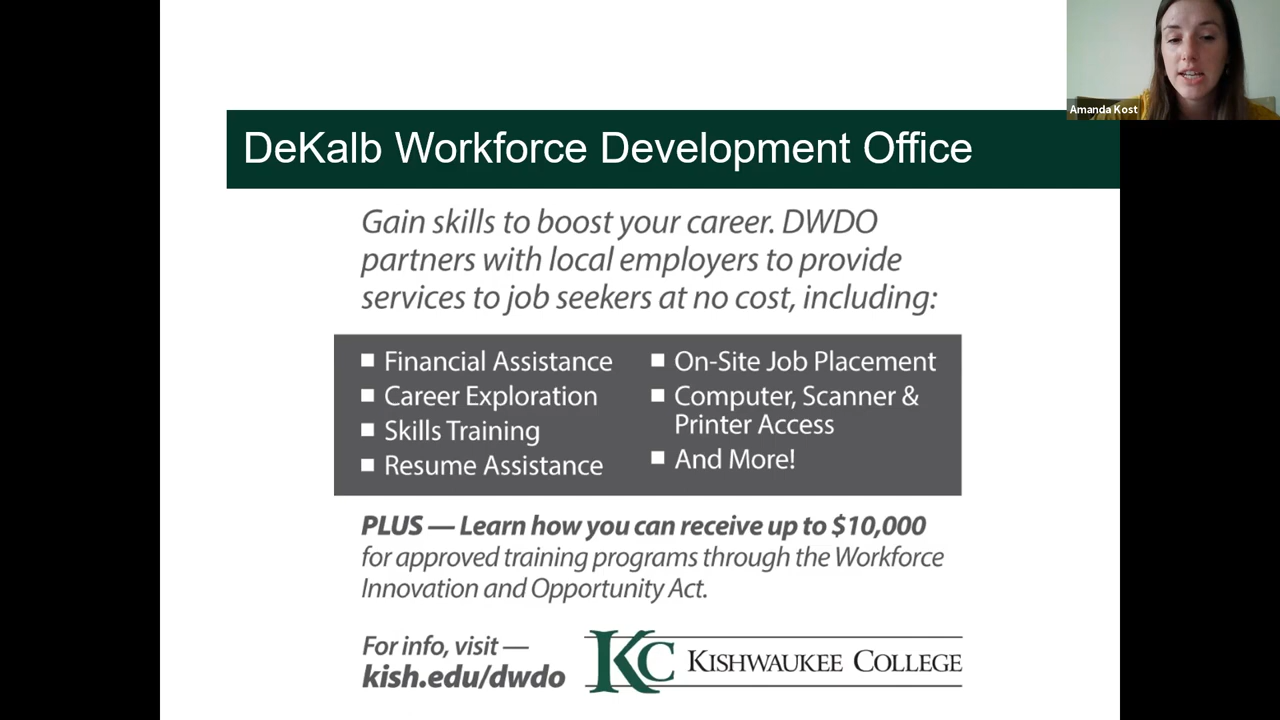 Amanda Kost
DeKalb Workforce Development Office
Gain skills to boost your career. DWDO
partners with local employers to provide
services to job seekers at no cost, including:
Financial Assistance
Career Exploration
Skills Training
Resume Assistance
On-Site Job Placement
Computer, Scanner &
Printer Access
And More!
PLUS — Learn how you can receive up to $10,000
for approved training programs through the Workforce
Innovation and Opportunity Act.
For info, visit —
kish.edu/dwdo
KC KISHWAUKEE COLLEGE